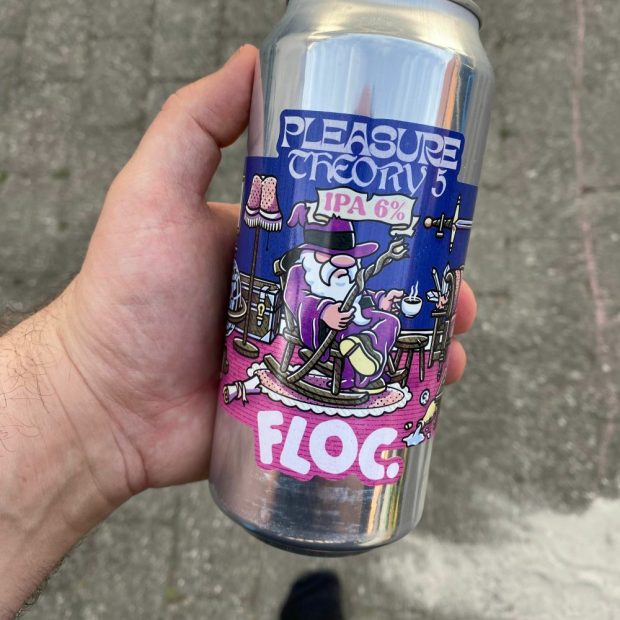 PLEASURE
THEORY 5
IPA 6%
FLOC.